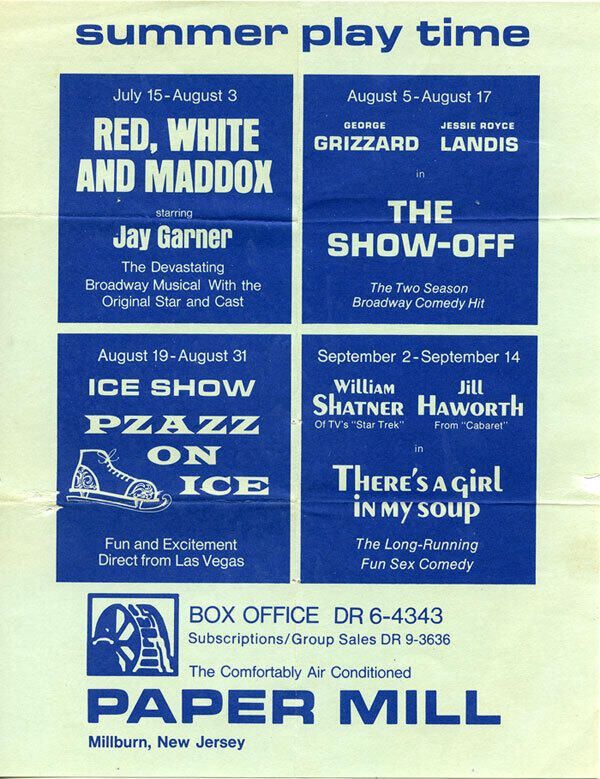 summer play time
July 15-August 3
RED, WHITE
AND MADDOX
starring
Jay Garner
The Devastating
Broadway Musical With the
Original Star and Cast
August 5-August 17
GEORGE
GRIZZARD
JESSIE ROYCE
LANDIS
in
THE
SHOW-OFF
The Two Season
Broadway Comedy Hit
August 19-August 31
ICE SHOW
PZAZZ
ON
ICE
Fun and Excitement
Direct from Las Vegas
September 2-September 14
William
SHATNER
Of TV's "Star Trek"
Jill
HAWORTH
From "Cabaret"
in
THERE'S A GIRL
IN MY SOUP
The Long-Running
Fun Sex Comedy
BOX OFFICE DR 6-4343
Subscriptions/Group Sales DR 9-3636
The Comfortably Air Conditioned
PAPER MILL
Millburn, New Jersey